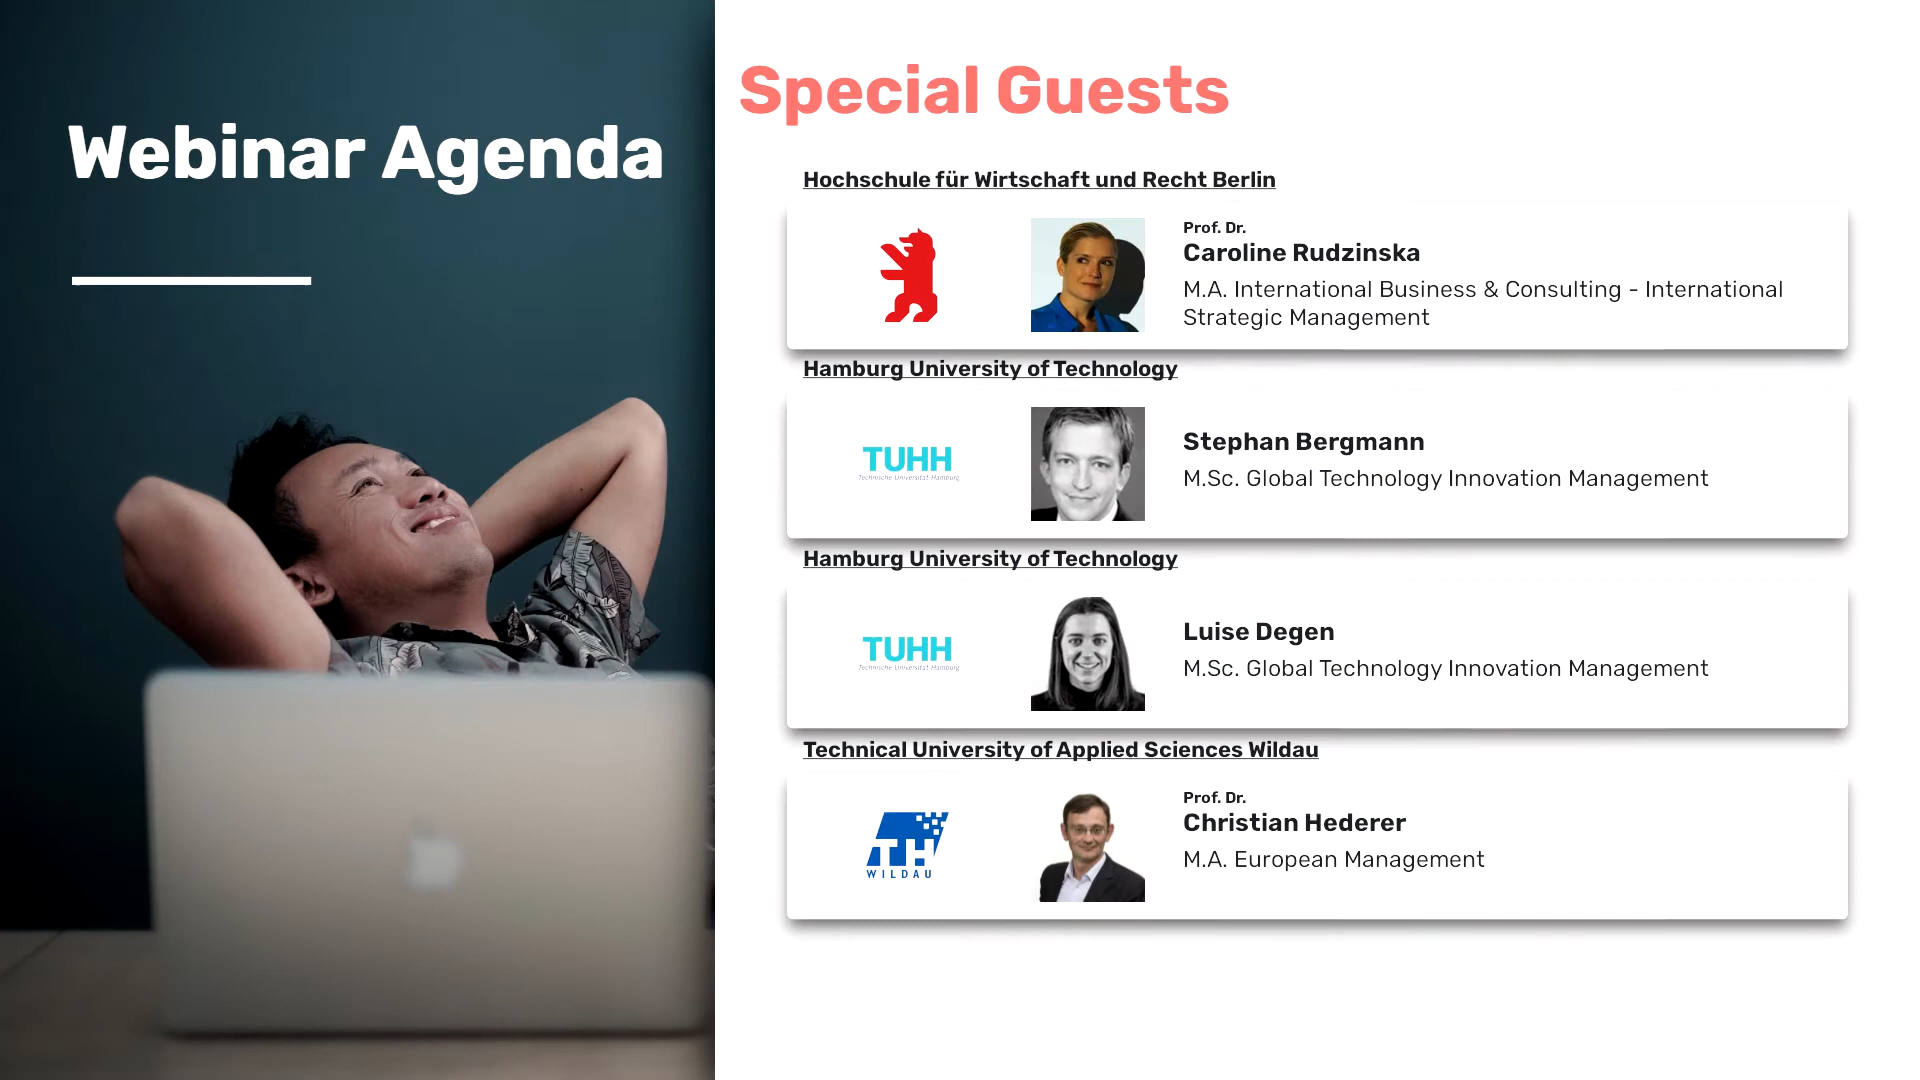 Webinar Agenda
Special Guests
Hochschule für Wirtschaft und Recht Berlin
Prof. Dr.
Caroline Rudzinska
M.A. International Business & Consulting - International
Strategic Management
Hamburg University of Technology
TUHH
Technische Universität Hamburg
Stephan Bergmann
M.Sc. Global Technology Innovation Management
Hamburg University of Technology
TUHH
Technische Universität Hamburg
Luise Degen
M.Sc. Global Technology Innovation Management
Technical University of Applied Sciences Wildau
TH
WILDAU
Prof. Dr.
Christian Hederer
M.A. European Management